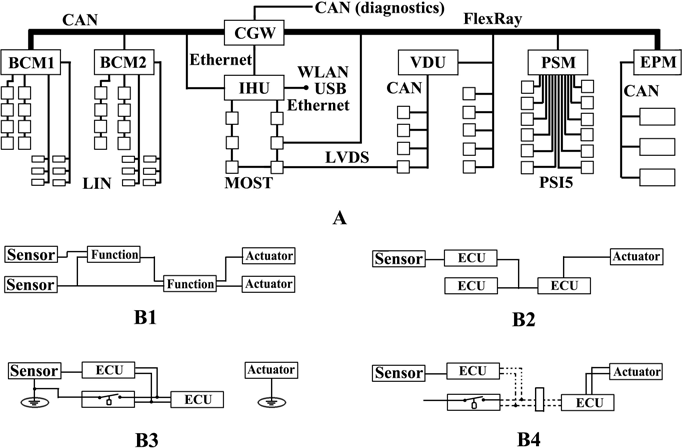 CAN (diagnostics)
CAN
CGW
FlexRay
BCM1
BCM2
Ethernet
WLAN
IHU
USB
Ethernet
VDU
PSM
EPM
CAN
CAN
LIN
MOST
LVDS
PSI5
A
Sensor
Function
Actuator
Sensor
Function
Actuator
B1
Sensor
ECU
Actuator
ECU
ECU
B2
Sensor
ECU
Actuator
ECU
B3
Sensor
ECU
Actuator
ECU
B4